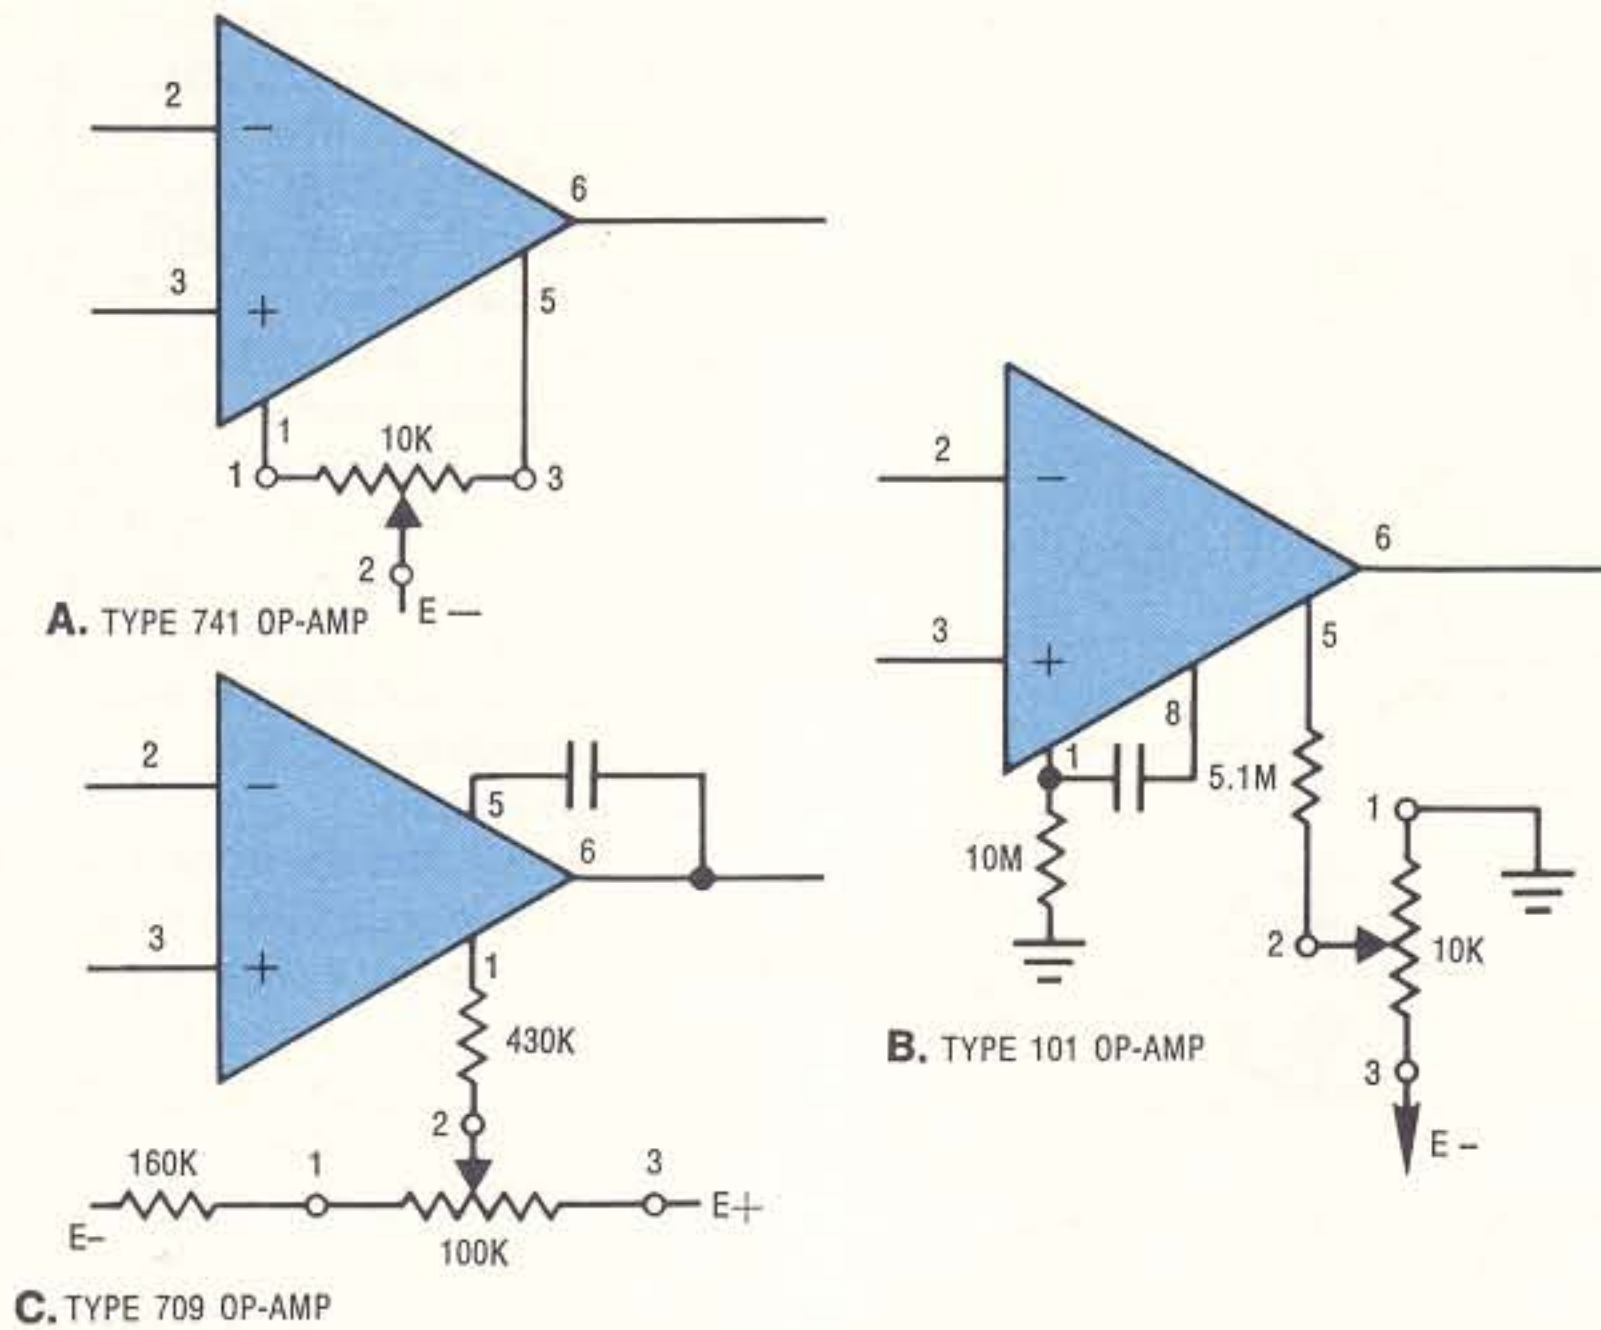 2
−
6
3
+
5
1
10K
1
3
2
E −
A. TYPE 741 OP-AMP
2
−
6
3
+
5
8
1
5.1M
1
10M
2
10K
B. TYPE 101 OP-AMP
3
E −
2
−
5
6
3
+
1
430K
2
160K
1
3
E−
E+
100K
C. TYPE 709 OP-AMP